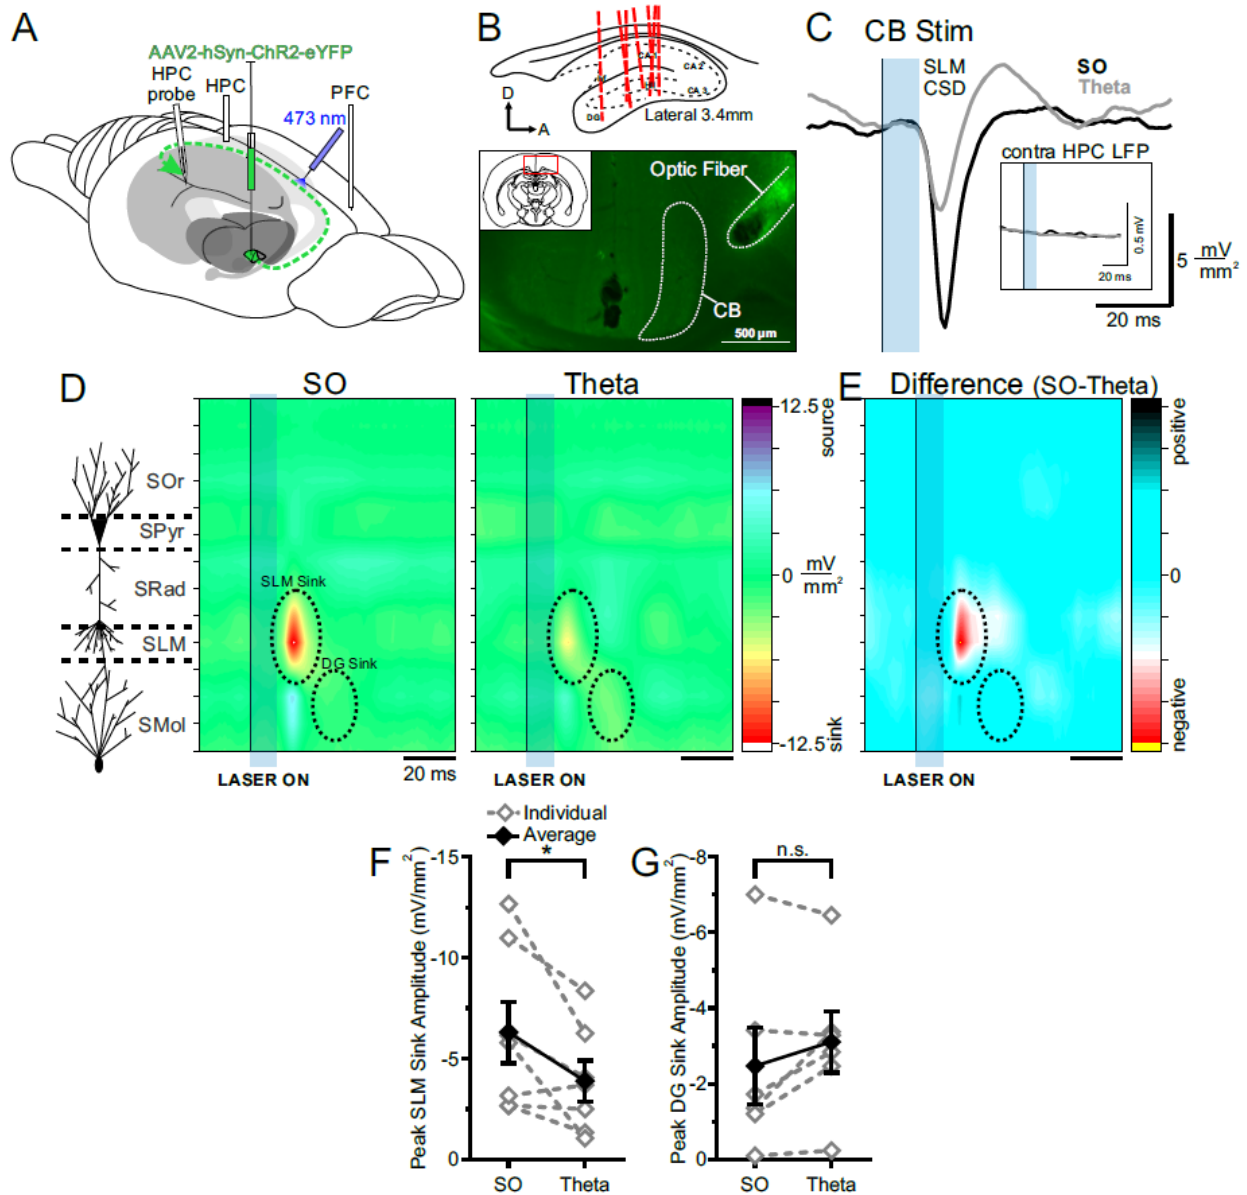 A
AAV2-hSyn-ChR2-eYFP
HPC
probe
HPC
473 nm
PFC
B
CA1
CA2
CA3
DG
D
A
Lateral 3.4mm
Optic Fiber
CB
500 µm
C
CB Stim
SLM
CSD
SO
Theta
contra HPC LFP
0.5 mV
20 ms
5 mV
mm²
20 ms
D
SO
Theta
SOr
SPyr
SRad
SLM
SMol
SLM Sink
DG Sink
LASER ON
20 ms
LASER ON
12.5
source
0 mV
mm²
-12.5
sink
E
Difference (SO-Theta)
positive
0
negative
LASER ON
Individual
Average
F
Peak SLM Sink Amplitude (mV/mm²)
-15
-10
-5
0
*
SO
Theta
G
Peak DG Sink Amplitude (mV/mm²)
-8
-6
-4
-2
0
n.s.
SO
Theta